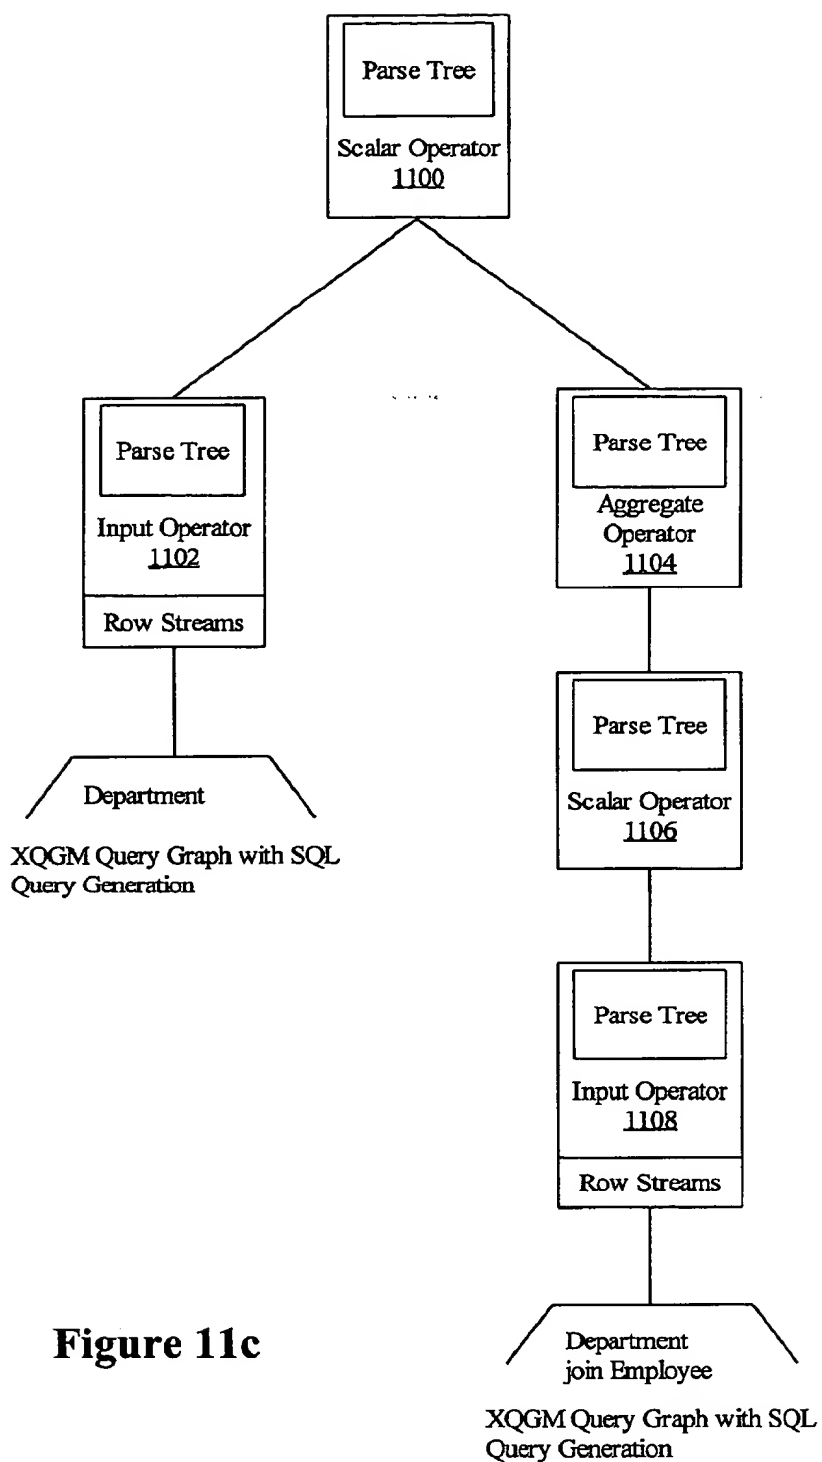 Parse Tree
Scalar Operator
1100
Parse Tree
Input Operator
1102
Row Streams
Department
XQGM Query Graph with SQL
Query Generation
Parse Tree
Aggregate
Operator
1104
Parse Tree
Scalar Operator
1106
Parse Tree
Input Operator
1108
Row Streams
Department
join Employee
XQGM Query Graph with SQL
Query Generation
Figure 11c